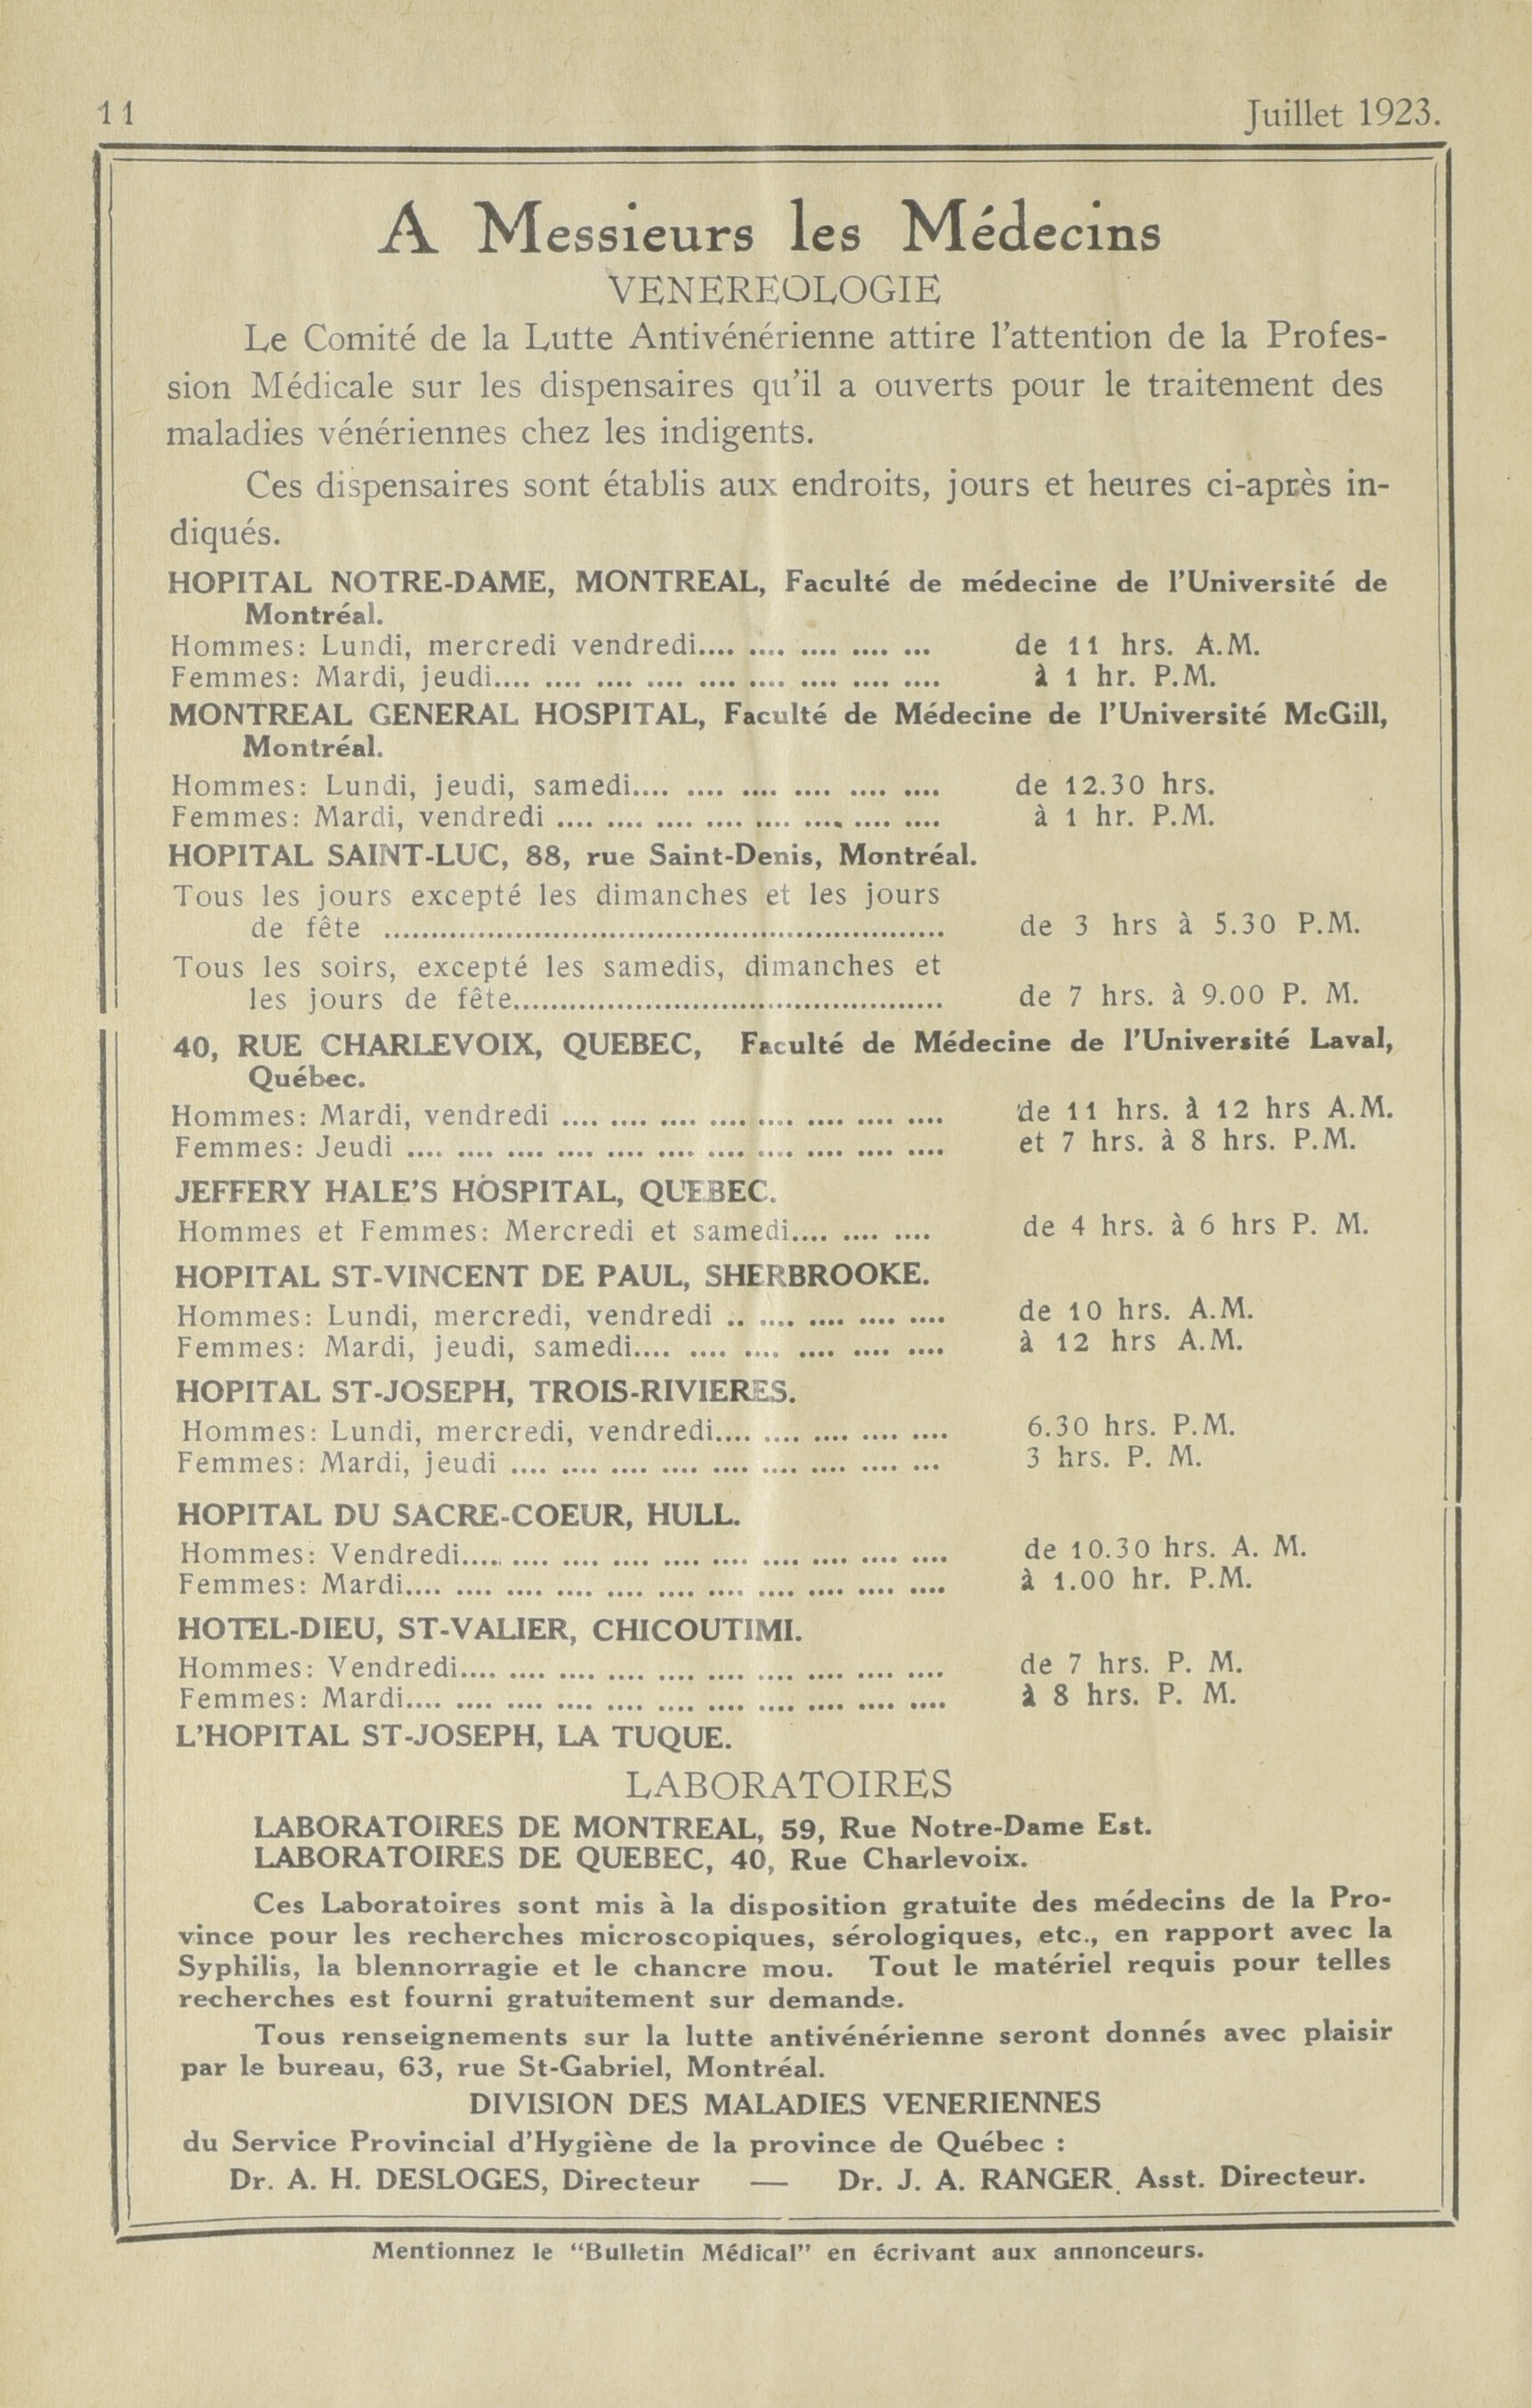 11 Juillet 1923.
A Messieurs les Médecins
VENEREOLOGIE
Le Comité de la Lutte Antivénérienne attire l'attention de la Profes-
sion Médicale sur les dispensaires qu'il a ouverts pour le traitement des
maladies vénériennes chez les indigents.
Ces dispensaires sont établis aux endroits, jours et heures ci-après in-
diqués.
HOPITAL NOTRE-DAME, MONTREAL, Faculté de médecine de l'Université de
Montréal.
Hommes: Lundi, mercredi vendredi.... .... .... .... ... de 11 hrs. A.M.
Femmes: Mardi, jeudi.... .... .... .... .... .... .... .... .... à 1 hr. P.M.
MONTREAL GENERAL HOSPITAL, Faculté de Médecine de l'Université McGill,
Montréal.
Hommes: Lundi, jeudi, samedi.... .... .... .... .... .... de 12.30 hrs.
Femmes: Mardi, vendredi .... .... .... .... .... .... .... .... à 1 hr. P.M.
HOPITAL SAINT-LUC, 88, rue Saint-Denis, Montréal.
Tous les jours excepté les dimanches et les jours
de fête ............................................................ de 3 hrs à 5.30 P.M.
Tous les soirs, excepté les samedis, dimanches et
les jours de fête.............................................. de 7 hrs. à 9.00 P. M.
40, RUE CHARLEVOIX, QUEBEC, Faculté de Médecine de l'Université Laval,
Québec.
Hommes: Mardi, vendredi .... .... .... .... .... .... .... .... de 11 hrs. à 12 hrs A.M.
Femmes: Jeudi .... .... .... .... .... .... .... .... .... .... .... et 7 hrs. à 8 hrs. P.M.
JEFFERY HALE'S HOSPITAL, QUEBEC.
Hommes et Femmes: Mercredi et samedi.... .... .... de 4 hrs. à 6 hrs P. M.
HOPITAL ST-VINCENT DE PAUL, SHERBROOKE.
Hommes: Lundi, mercredi, vendredi .. .... .... .... .... de 10 hrs. A.M.
Femmes: Mardi, jeudi, samedi.... .... .... .... .... .... à 12 hrs A.M.
HOPITAL ST-JOSEPH, TROIS-RIVIERES.
Hommes: Lundi, mercredi, vendredi.... .... .... .... .... 6.30 hrs. P.M.
Femmes: Mardi, jeudi .... .... .... .... .... .... .... .... ... 3 hrs. P. M.
HOPITAL DU SACRE-COEUR, HULL.
Hommes: Vendredi.... .... .... .... .... .... .... .... .... .... de 10.30 hrs. A. M.
Femmes: Mardi.... .... .... .... .... .... .... .... .... .... .... à 1.00 hr. P.M.
HOTEL-DIEU, ST-VALIER, CHICOUTIMI.
Hommes: Vendredi.... .... .... .... .... .... .... .... .... .... de 7 hrs. P. M.
Femmes: Mardi.... .... .... .... .... .... .... .... .... .... .... à 8 hrs. P. M.
L'HOPITAL ST-JOSEPH, LA TUQUE.
LABORATOIRES
LABORATOIRES DE MONTREAL, 59, Rue Notre-Dame Est.
LABORATOIRES DE QUEBEC, 40, Rue Charlevoix.
Ces Laboratoires sont mis à la disposition gratuite des médecins de la Pro-
vince pour les recherches microscopiques, sérologiques, etc., en rapport avec la
Syphilis, la blennorragie et le chancre mou. Tout le matériel requis pour telles
recherches est fourni gratuitement sur demande.
Tous renseignements sur la lutte antivénérienne seront donnés avec plaisir
par le bureau, 63, rue St-Gabriel, Montréal.
DIVISION DES MALADIES VENERIENNES
du Service Provincial d'Hygiène de la province de Québec :
Dr. A. H. DESLOGES, Directeur — Dr. J. A. RANGER, Asst. Directeur.
Mentionnez le "Bulletin Médical" en écrivant aux annonceurs.